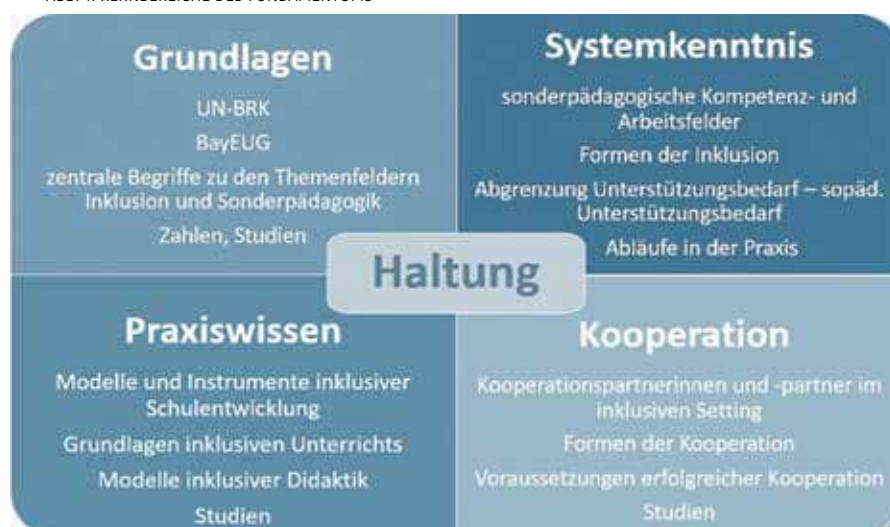 Grundlagen
UN-BRK
BayEUG
zentrale Begriffe zu den Themenfeldern
Inklusion und Sonderpädagogik
Zahlen, Studien
Systemkenntnis
sonderpädagogische Kompetenz- und
Arbeitsfelder
Formen der Inklusion
Abgrenzung Unterstützungsbedarf – sopäd.
Unterstützungsbedarf
Abläufe in der Praxis
Haltung
Praxiswissen
Modelle und Instrumente inklusiver
Schulentwicklung
Grundlagen inklusiven Unterrichts
Modelle inklusiver Didaktik
Studien
Kooperation
Kooperationspartnerinnen und -partner im
inklusiven Setting
Formen der Kooperation
Voraussetzungen erfolgreicher Kooperation
Studien